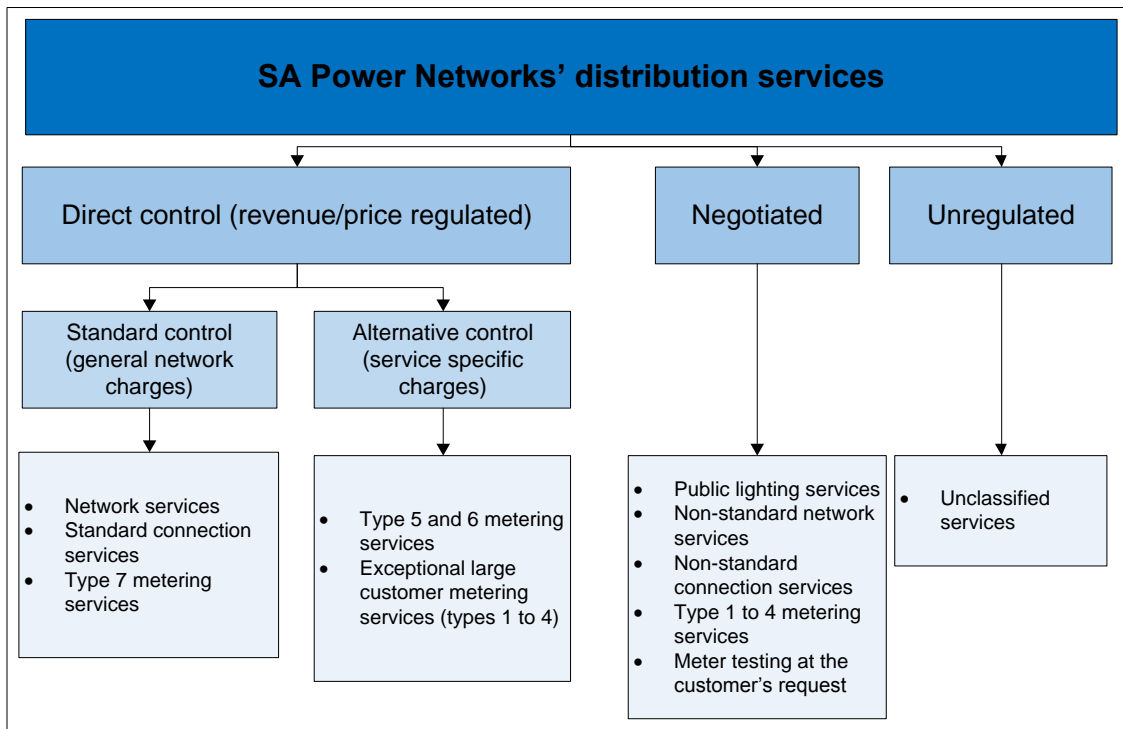 SA Power Networks’ distribution services
Direct control (revenue/price regulated)
Negotiated
Unregulated
Standard control
(general network
charges)
Alternative control
(service specific
charges)
• Network services
• Standard connection
services
• Type 7 metering
services
• Type 5 and 6 metering
services
• Exceptional large
customer metering
services (types 1 to 4)
• Public lighting services
• Non-standard network
services
• Non-standard
connection services
• Type 1 to 4 metering
services
• Meter testing at the
customer’s request
• Unclassified
services